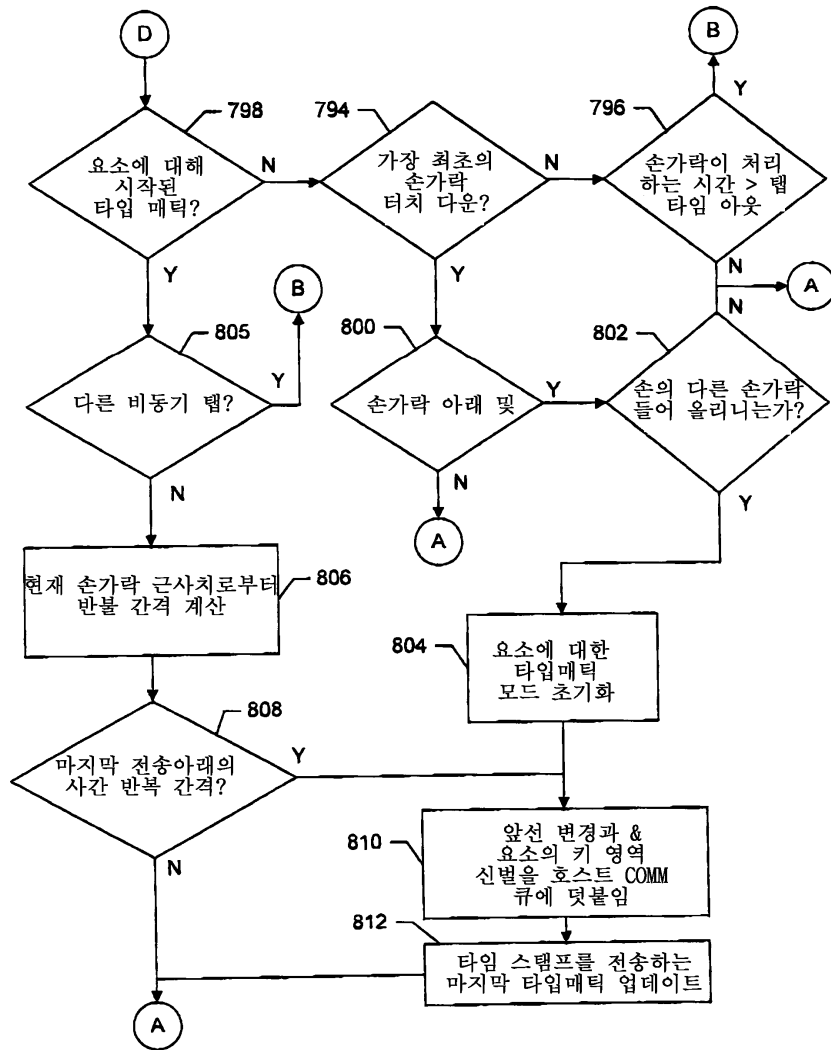 D
B
798
794
796
Y
요소에 대해
시작된
타입 매틱?
N
가장 최초의
손가락
터치 다운?
N
손가락이 처리
하는 시간 > 탭
타임 아웃
Y
Y
N
A
B
N
805
800
802
다른 비동기 탭?
Y
손가락 아래 및
Y
손의 다른 손가락
들어 올리니는가?
N
N
Y
A
현재 손가락 근사치로부터
반불 간격 계산
806
804
요소에 대한
타입매틱
모드 초기화
808
마지막 전송아래의
사간 반복 간격?
Y
810
앞선 변경과 &
요소의 키 영역
신벌을 호스트 COMM
큐에 덧붙임
N
812
타임 스탬프를 전송하는
마지막 타입매틱 업데이트
A